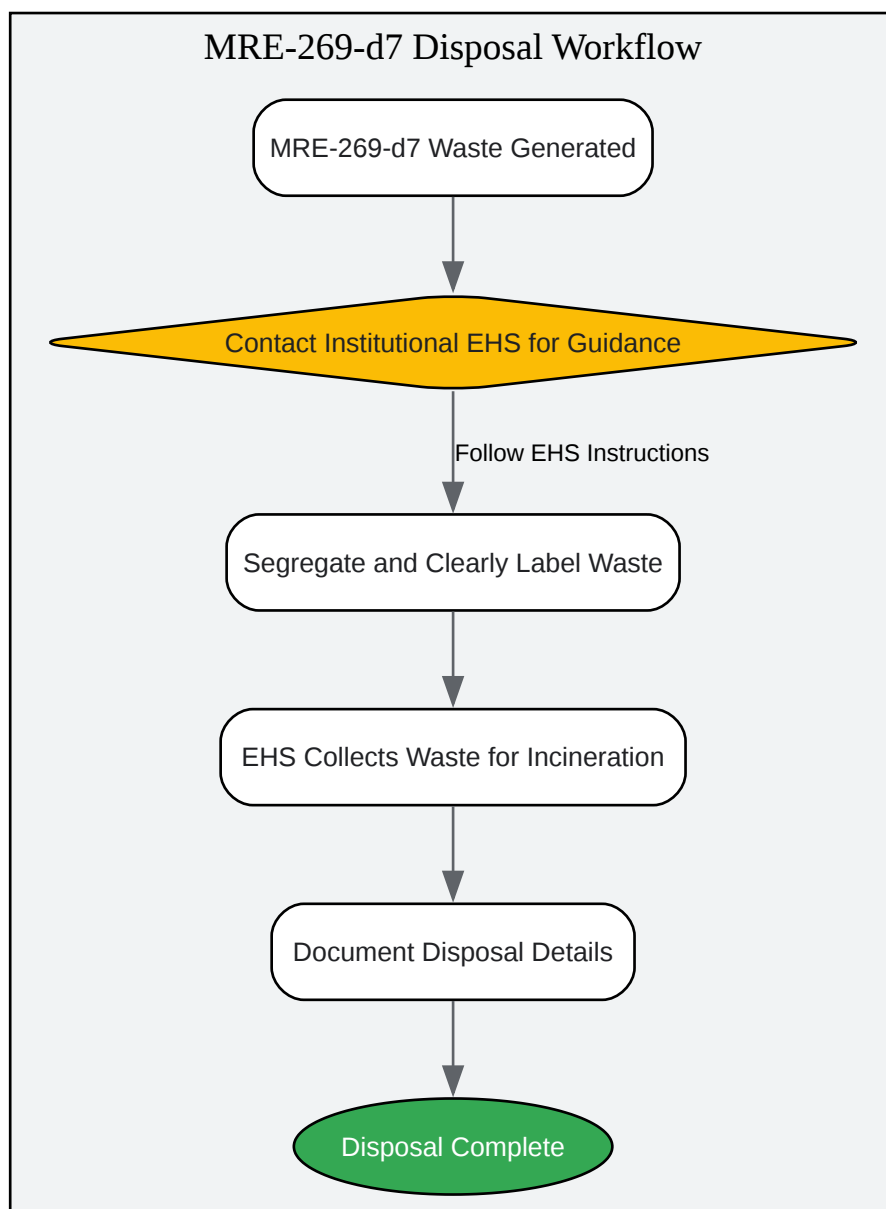 MRE-269-d7 Disposal Workflow
MRE-269-d7 Waste Generated
Contact Institutional EHS for Guidance
Follow EHS Instructions
Segregate and Clearly Label Waste
EHS Collects Waste for Incineration
Document Disposal Details
Disposal Complete